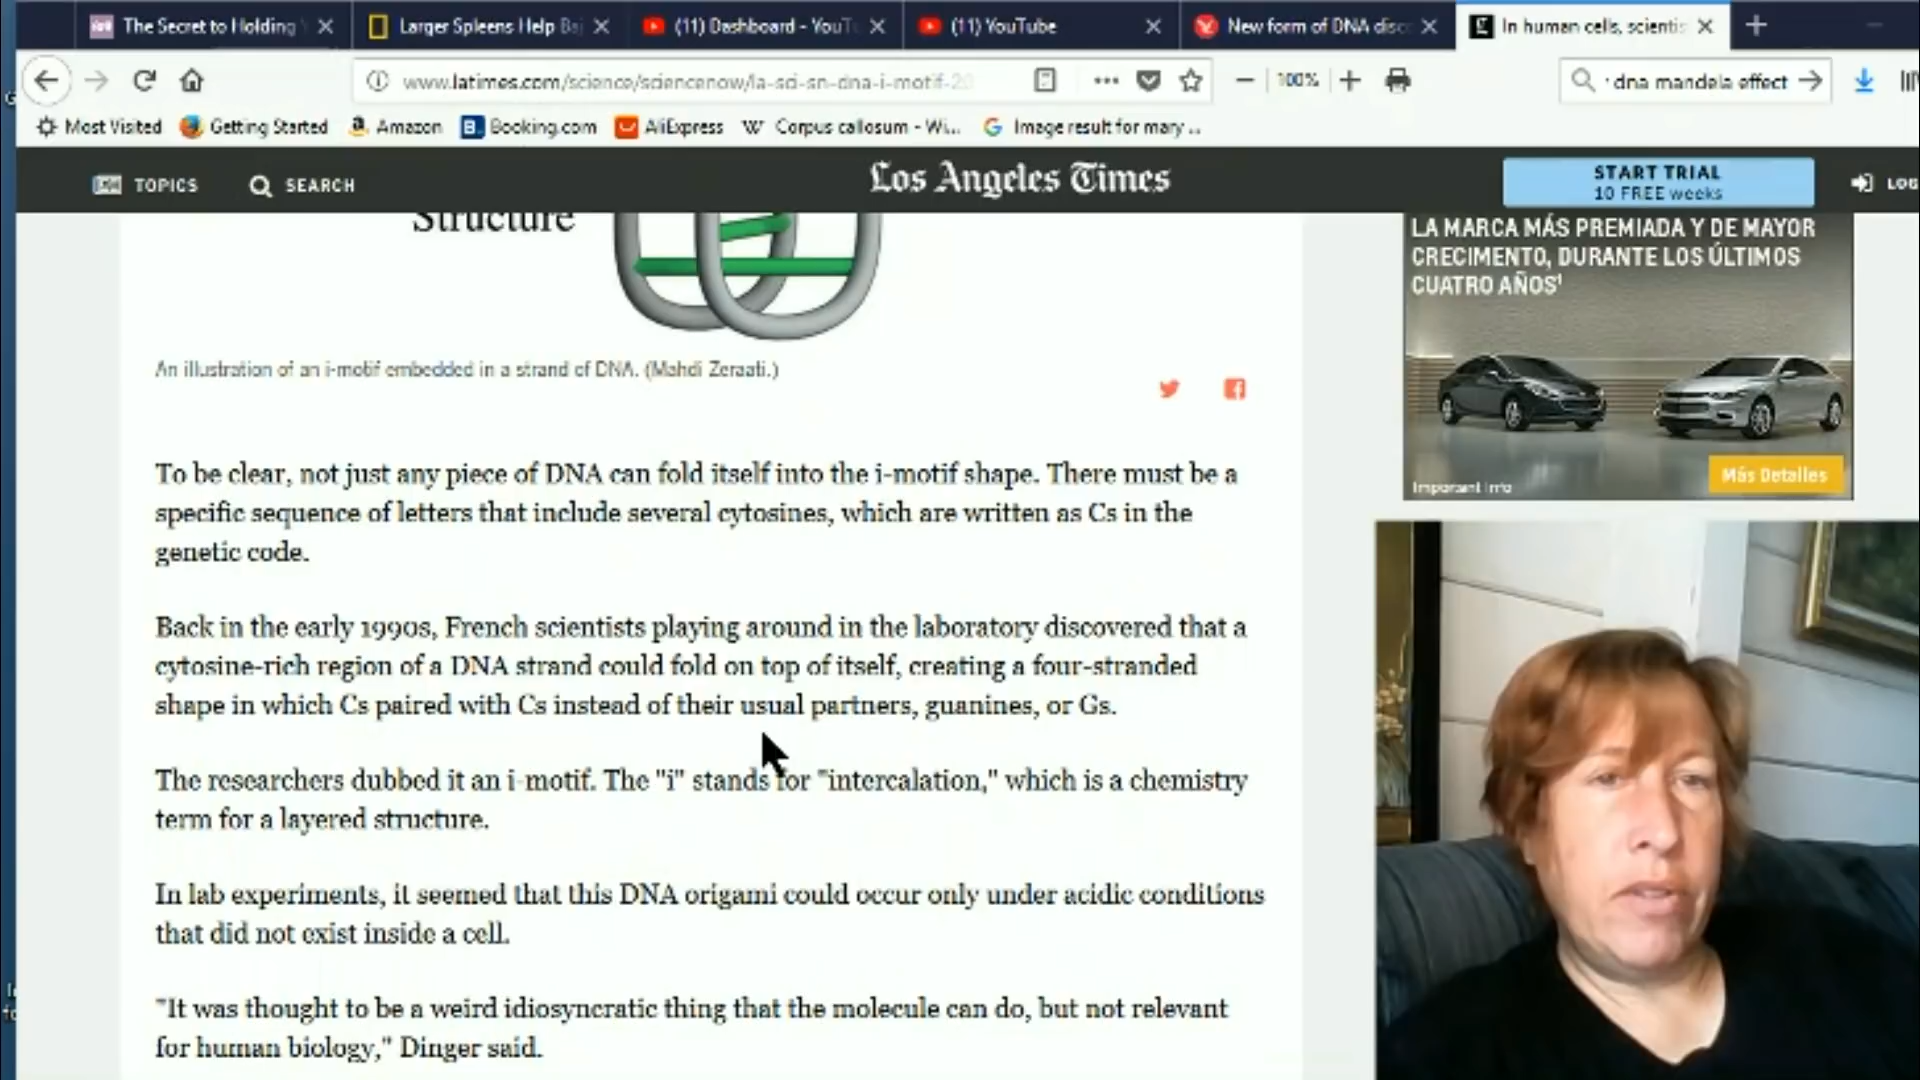 The Secret to Holding
Larger Spleens Help Baj
(11) Dashboard - YouTu
(11) YouTube
New form of DNA disc
In human cells, scientis
www.latimes.com/science/sciencenow/la-sci-sn-dna-i-motif-20
100%
dna mandela effect
Most Visited
Getting Started
Amazon
Booking.com
AliExpress
Corpus callosum - Wi...
Image result for mary ...
TOPICS
SEARCH
Los Angeles Times
START TRIAL
10 FREE weeks
LOG
Structure
LA MARCA MÁS PREMIADA Y DE MAYOR
CRECIMIENTO, DURANTE LOS ÚLTIMOS
CUATRO AÑOS¹
Important Info
Más Detalles
An illustration of an i-motif embedded in a strand of DNA. (Mahdi Zeraati.)
To be clear, not just any piece of DNA can fold itself into the i-motif shape. There must be a
specific sequence of letters that include several cytosines, which are written as Cs in the
genetic code.
Back in the early 1990s, French scientists playing around in the laboratory discovered that a
cytosine-rich region of a DNA strand could fold on top of itself, creating a four-stranded
shape in which Cs paired with Cs instead of their usual partners, guanines, or Gs.
The researchers dubbed it an i-motif. The "i" stands for "intercalation," which is a chemistry
term for a layered structure.
In lab experiments, it seemed that this DNA origami could occur only under acidic conditions
that did not exist inside a cell.
"It was thought to be a weird idiosyncratic thing that the molecule can do, but not relevant
for human biology," Dinger said.